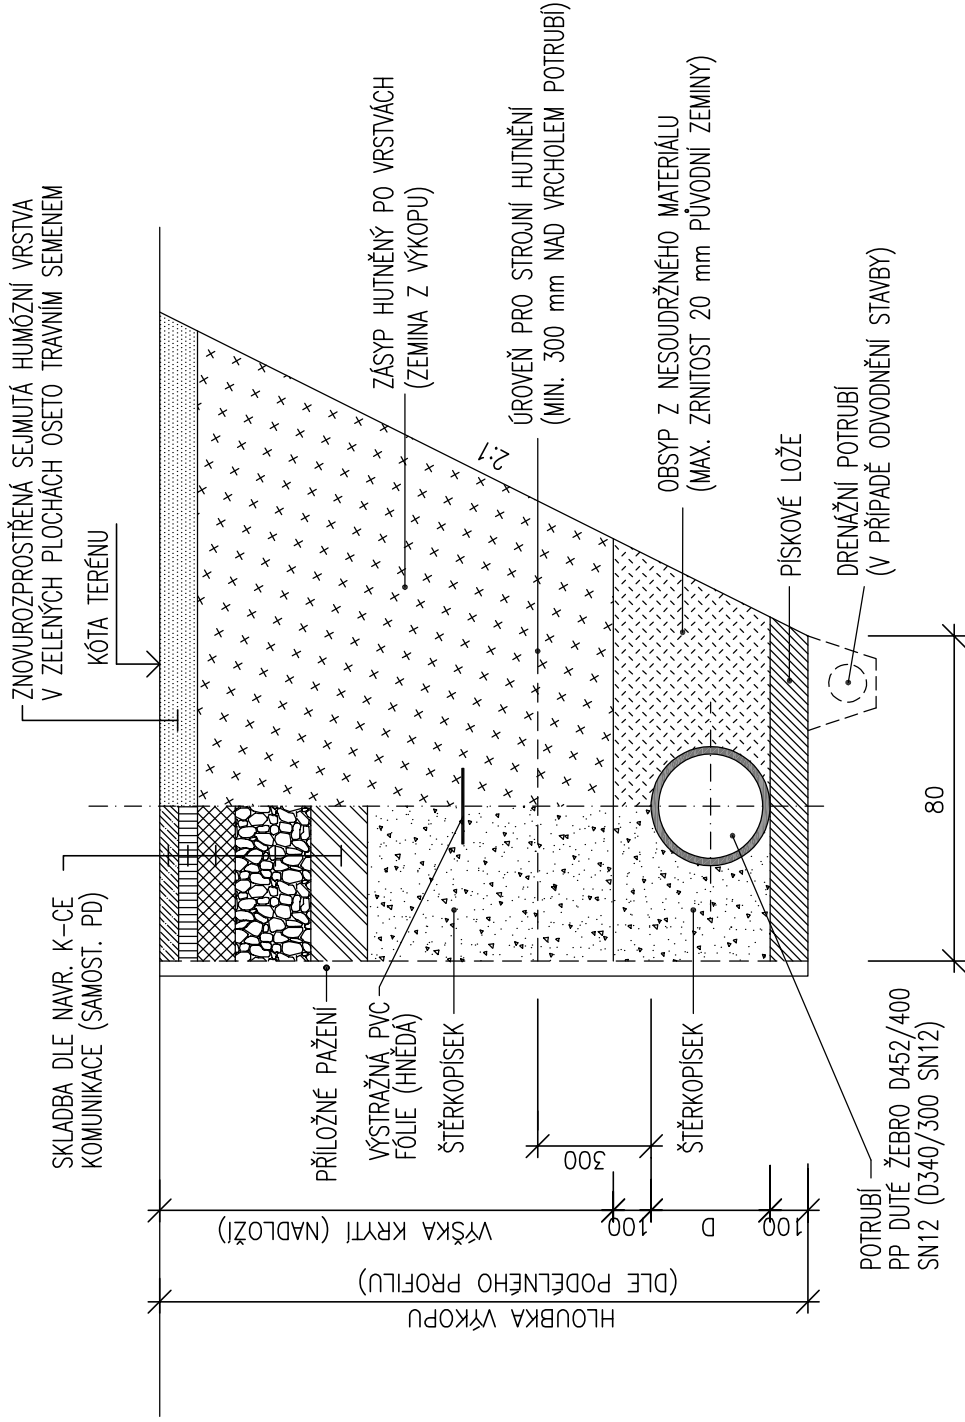 ZNOVUROZPROSTŘENÁ SEJMUTÁ HUMÓZNÍ VRSTVA
V ZELENÝCH PLOCHÁCH OSETO TRAVNÍM SEMENEM
KÓTA TERÉNU
SKLADBA DLE NAVR. K-CE
KOMUNIKACE (SAMOST. PD)
ZÁSYP HUTNĚNÝ PO VRSTVÁCH
(ZEMINA Z VÝKOPU)
2:1
ÚROVEŇ PRO STROJNÍ HUTNĚNÍ
(MIN. 300 mm NAD VRCHOLEM POTRUBÍ)
OBSYP Z NESOUDRŽNÉHO MATERIÁLU
(MAX. ZRNITOST 20 mm PŮVODNÍ ZEMINY)
PÍSKOVÉ LOŽE
DRENÁŽNÍ POTRUBÍ
(V PŘÍPADĚ ODVODNĚNÍ STAVBY)
80
PŘÍLOŽNÉ PAŽENÍ
VÝSTRAŽNÁ PVC
FÓLIE (HNĚDÁ)
ŠTĚRKOPÍSEK
ŠTĚRKOPÍSEK
300
VÝŠKA KRYTÍ (NADLOŽÍ)
100
D
100
HLOUBKA VÝKOPU
(DLE PODÉLNÉHO PROFILU)
POTRUBÍ
PP DUTÉ ŽEBRO D452/400
SN12 (D340/300 SN12)